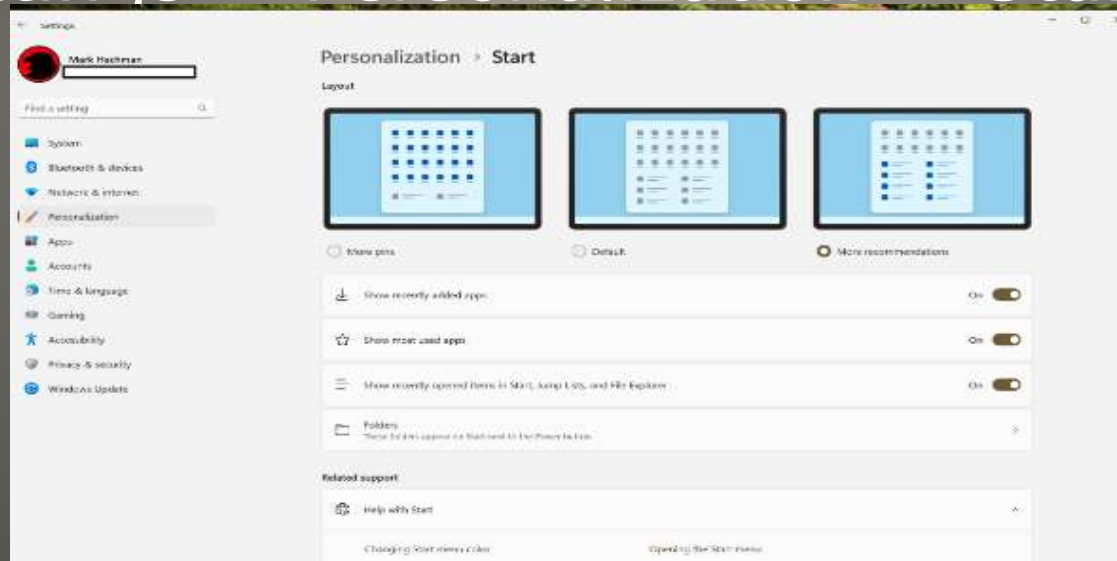 Settings
Mark Hachman
Personalization > Start
Layout
Find a setting
System
Bluetooth & devices
Network & internet
Personalization
Apps
Accounts
Time & language
Gaming
Accessibility
Privacy & security
Windows Update
More pins
Default
More recommendations
Show recently added apps
On
Show most used apps
On
Show recently opened items in Start, Jump Lists, and File Explorer
On
Folders
These folders appear on Start next to the Power button
Related support
Help with Start
Changing Start menu color
Opening the Start menu